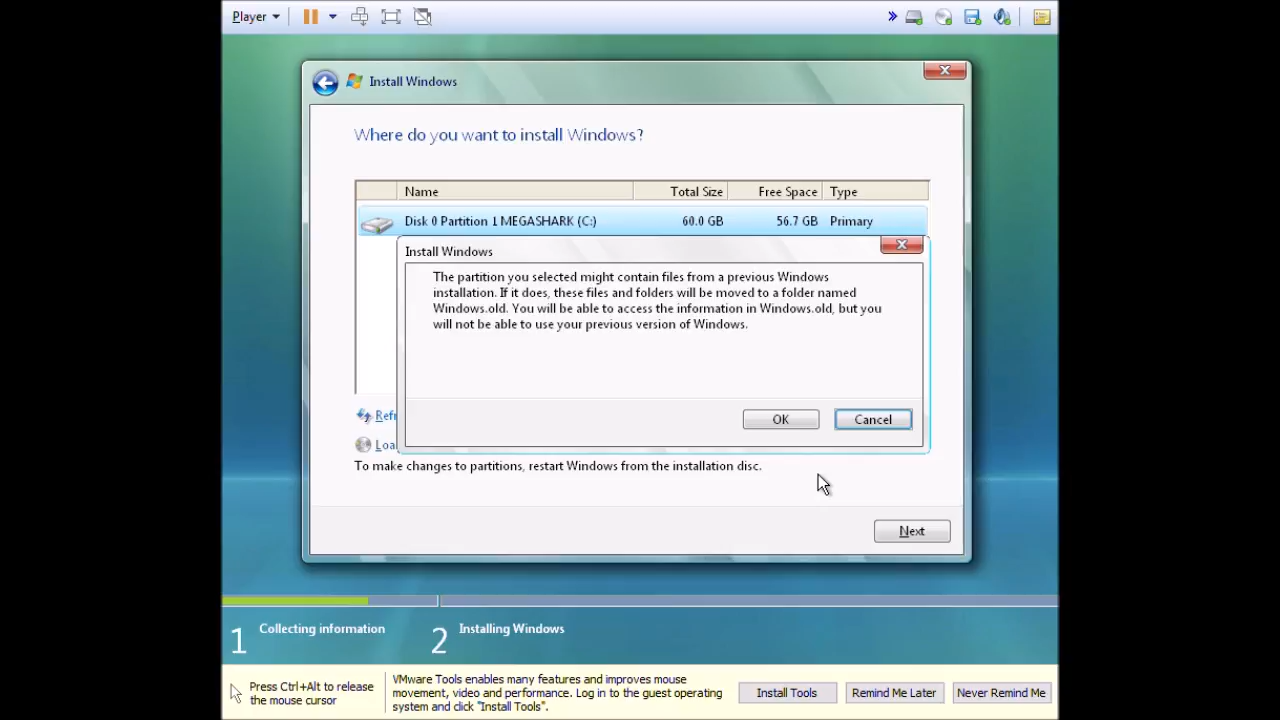 Player
Install Windows
Where do you want to install Windows?
Name Total Size Free Space Type
Disk 0 Partition 1 MEGASHARK (C:) 60.0 GB 56.7 GB Primary
Install Windows
The partition you selected might contain files from a previous Windows
installation. If it does, these files and folders will be moved to a folder named
Windows.old. You will be able to access the information in Windows.old, but you
will not be able to use your previous version of Windows.
OK Cancel
Refr
Loa
To make changes to partitions, restart Windows from the installation disc.
Next
1 Collecting information 2 Installing Windows
Press Ctrl+Alt to release
the mouse cursor
VMware Tools enables many features and improves mouse
movement, video and performance. Log in to the guest operating
system and click "Install Tools".
Install Tools Remind Me Later Never Remind Me